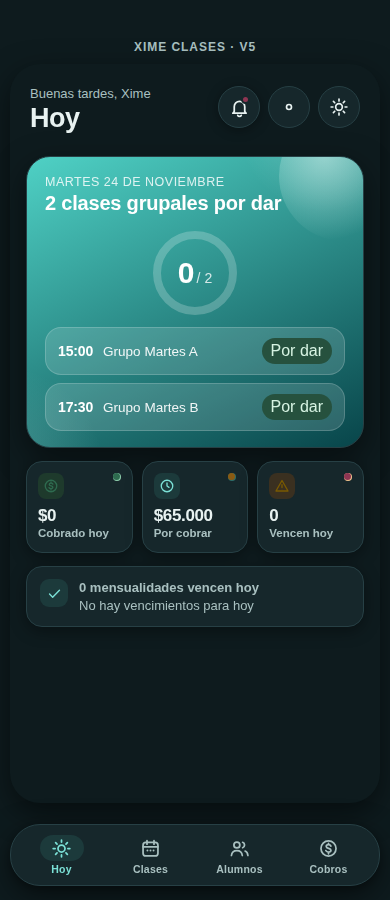 XIME CLASES · V5
Buenas tardes, Xime
Hoy
MARTES 24 DE NOVIEMBRE
2 clases grupales por dar
0 / 2
15:00 Grupo Martes A Por dar
17:30 Grupo Martes B Por dar
$0
Cobrado hoy
$65.000
Por cobrar
0
Vencen hoy
0 mensualidades vencen hoy
No hay vencimientos para hoy
Hoy Clases Alumnos Cobros